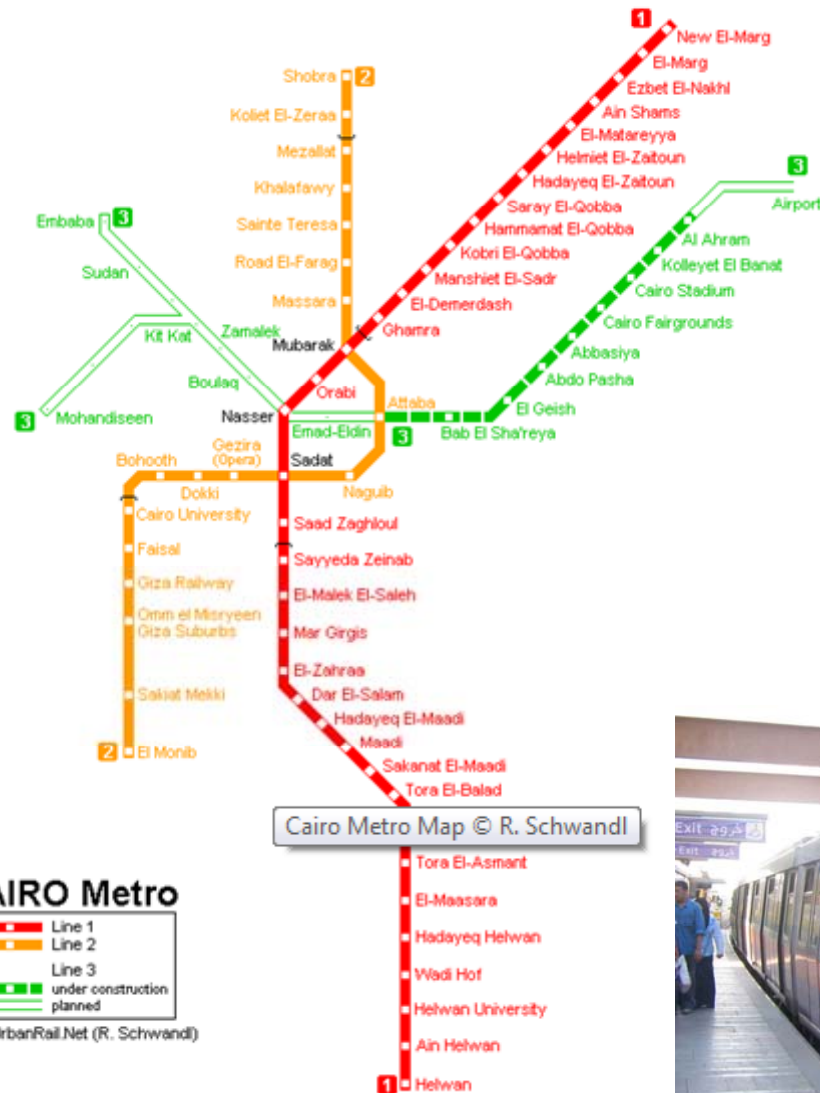 1
New El-Marg
El-Marg
Ezbet El-Nakhl
Ain Shams
El-Matareyya
Helmiet El-Zaitoun
Hadayeq El-Zaitoun
Saray El-Qobba
Hammamat El-Qobba
Kobri El-Qobba
Manshiet El-Sadr
El-Demerdash
Ghamra
Shobra
2
Koliet El-Zeraa
Mezallat
Khalafawy
Sainte Teresa
Road El-Farag
Massara
Mubarak
3
Airport
Al Ahram
Kolleyet El Banat
Cairo Stadium
Cairo Fairgrounds
Abbasiya
Abdo Pasha
El Geish
Bab El Sha'reya
3
Embaba
3
Sudan
Kit Kat
Zamalek
Boulaq
3
Mohandiseen
Orabi
Nasser
Attaba
Emad-Eldin
Gezira
(Opera)
Sadat
Bohooth
Dokki
Naguib
Cairo University
Faisal
Giza Railway
Omm el Misryeen
Giza Suburbs
Sakiat Mekki
2
El Monib
Saad Zaghloul
Sayyeda Zeinab
El-Malek El-Saleh
Mar Girgis
El-Zahraa
Dar El-Salam
Hadayeq El-Maadi
Maadi
Sakanat El-Maadi
Tora El-Balad
Cairo Metro Map © R. Schwandl
Tora El-Asmant
El-Maasara
Hadayeq Helwan
Wadi Hof
Helwan University
Ain Helwan
1
Helwan
AIRO Metro
Line 1
Line 2
Line 3
under construction
planned
UrbanRail.Net (R. Schwandl)
Exit خروج
Exit خروج